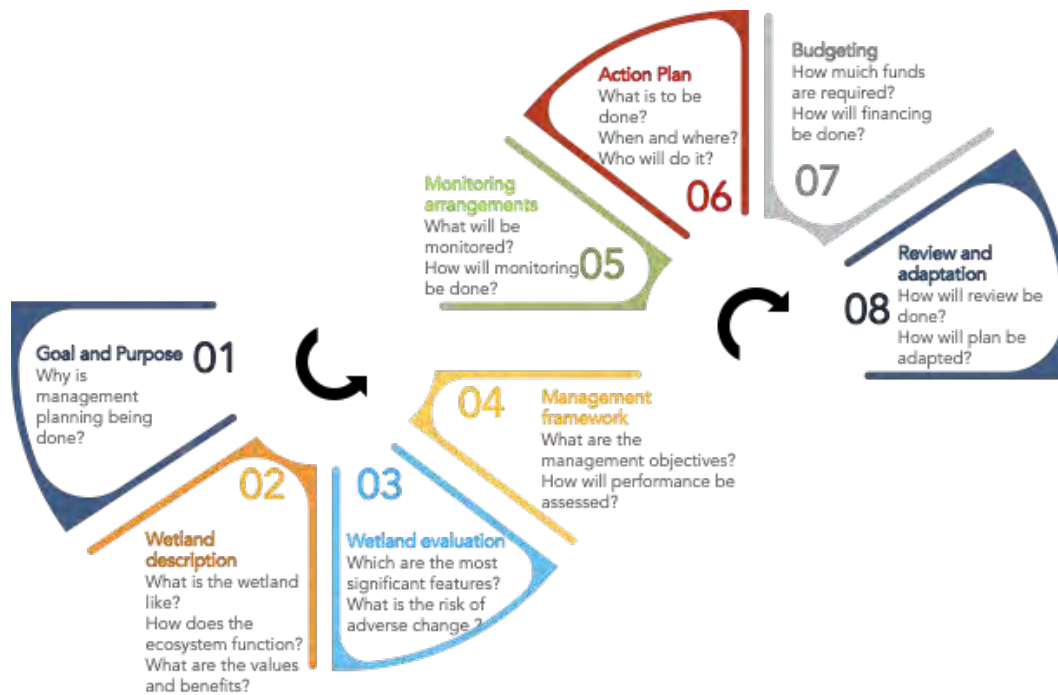 Goal and Purpose
01
Why is
management
planning being
done?
02
Wetland
description
What is the wetland
like?
How does the
ecosystem function?
What are the values
and benefits?
03
Wetland evaluation
Which are the most
significant features?
What is the risk of
adverse change ?
04
Management
framework
What are the
management objectives?
How will performance be
assessed?
Monitoring
arrangements
What will be
monitored?
How will monitoring
be done?
05
Action Plan
What is to be
done?
When and where?
Who will do it?
06
Budgeting
How muich funds
are required?
How will financing
be done?
07
Review and
adaptation
08
How will review be
done?
How will plan be
adapted?